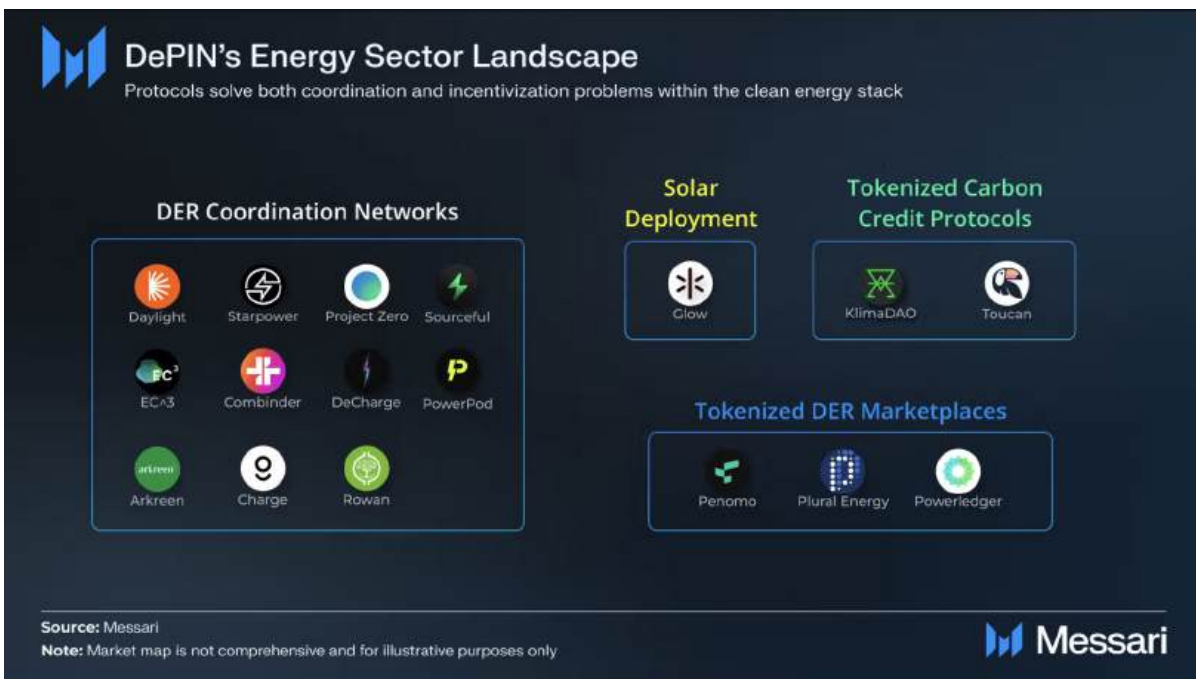 DePIN's Energy Sector Landscape
Protocols solve both coordination and incentivization problems within the clean energy stack
DER Coordination Networks
Daylight
Starpower
Project Zero
Sourceful
EC³
EC^3
Combinder
DeCharge
PowerPod
arkreen
Arkreen
Charge
Rowan
Solar
Deployment
Glow
Tokenized Carbon
Credit Protocols
KlimaDAO
Toucan
Tokenized DER Marketplaces
Penomo
Plural Energy
Powerledger
Source: Messari
Note: Market map is not comprehensive and for illustrative purposes only
Messari